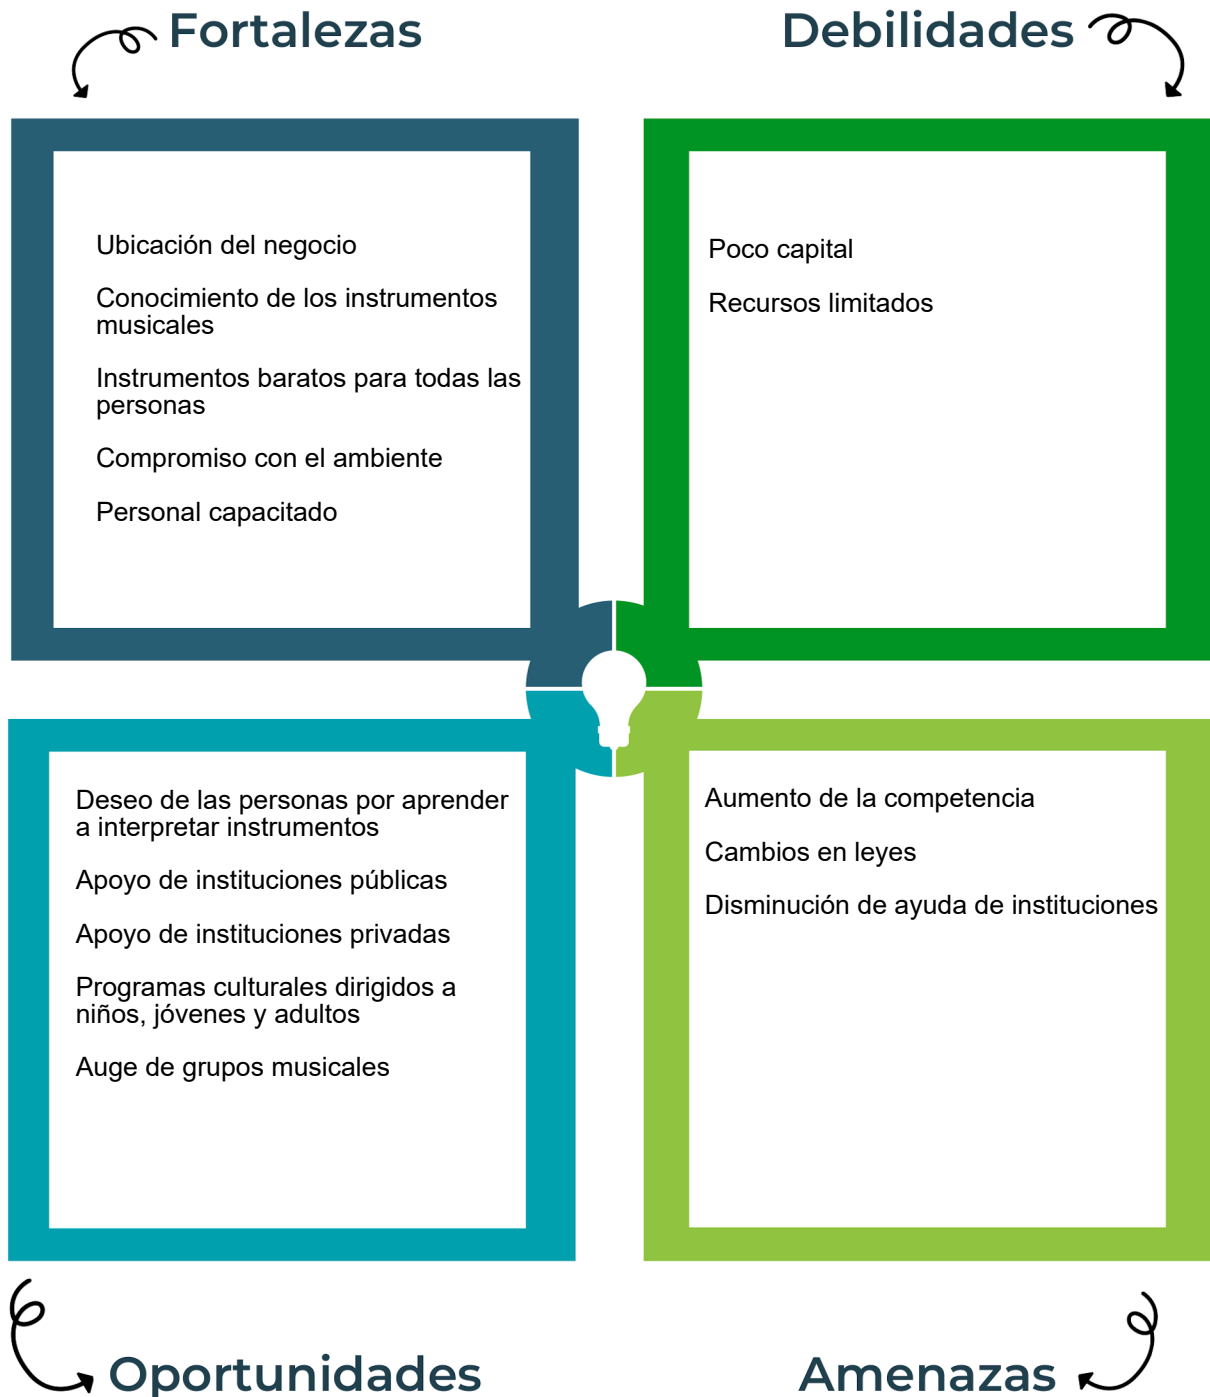 Fortalezas
Ubicación del negocio
Conocimiento de los instrumentos
musicales
Instrumentos baratos para todas las
personas
Compromiso con el ambiente
Personal capacitado
Debilidades
Poco capital
Recursos limitados
Deseo de las personas por aprender
a interpretar instrumentos
Apoyo de instituciones públicas
Apoyo de instituciones privadas
Programas culturales dirigidos a
niños, jóvenes y adultos
Auge de grupos musicales
Oportunidades
Aumento de la competencia
Cambios en leyes
Disminución de ayuda de instituciones
Amenazas